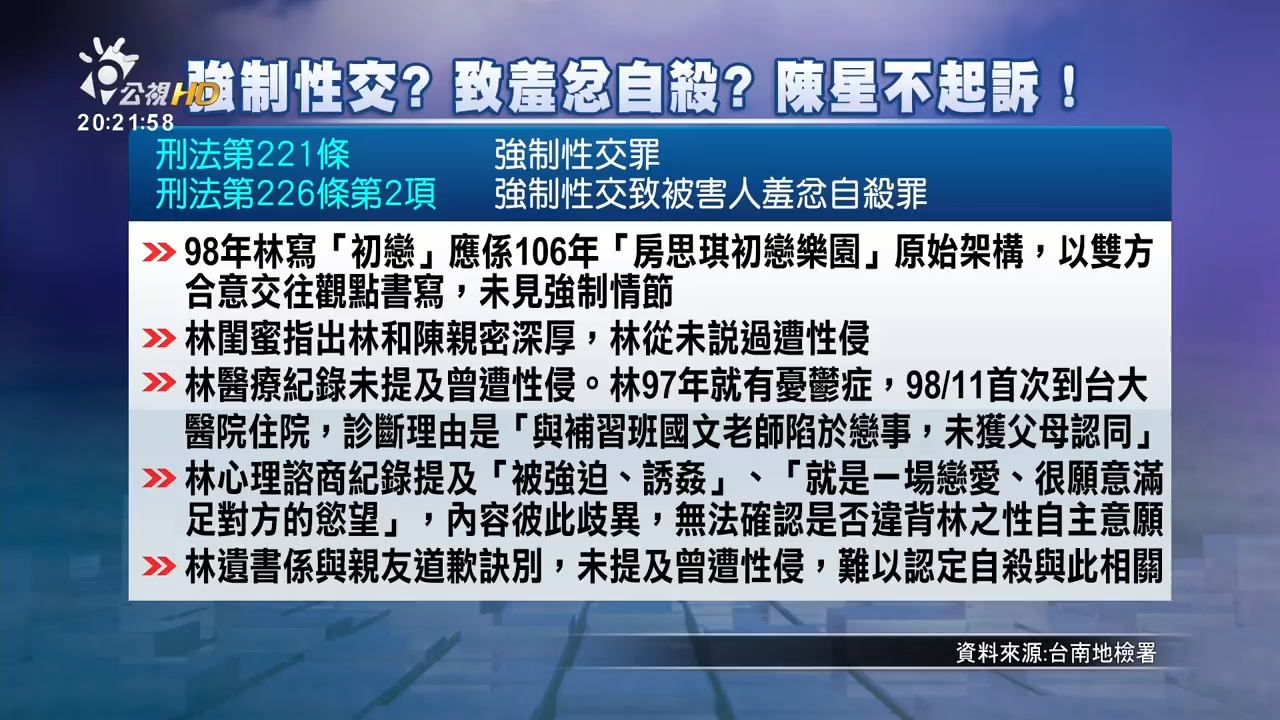 公視HD
20:21:58
強制性交？致羞忿自殺？陳星不起訴！
刑法第221條 強制性交罪
刑法第226條第2項 強制性交致被害人羞忿自殺罪
98年林寫「初戀」應係106年「房思琪初戀樂園」原始架構，以雙方
合意交往觀點書寫，未見強制情節
林閨蜜指出林和陳親密深厚，林從未說過遭性侵
林醫療紀錄未提及曾遭性侵。林97年就有憂鬱症，98/11首次到台大
醫院住院，診斷理由是「與補習班國文老師陷於戀事，未獲父母認同」
林心理諮商紀錄提及「被強迫、誘姦」、「就是一場戀愛、很願意滿
足對方的慾望」，內容彼此歧異，無法確認是否違背林之性自主意願
林遺書係與親友道歉訣別，未提及曾遭性侵，難以認定自殺與此相關
資料來源:台南地檢署